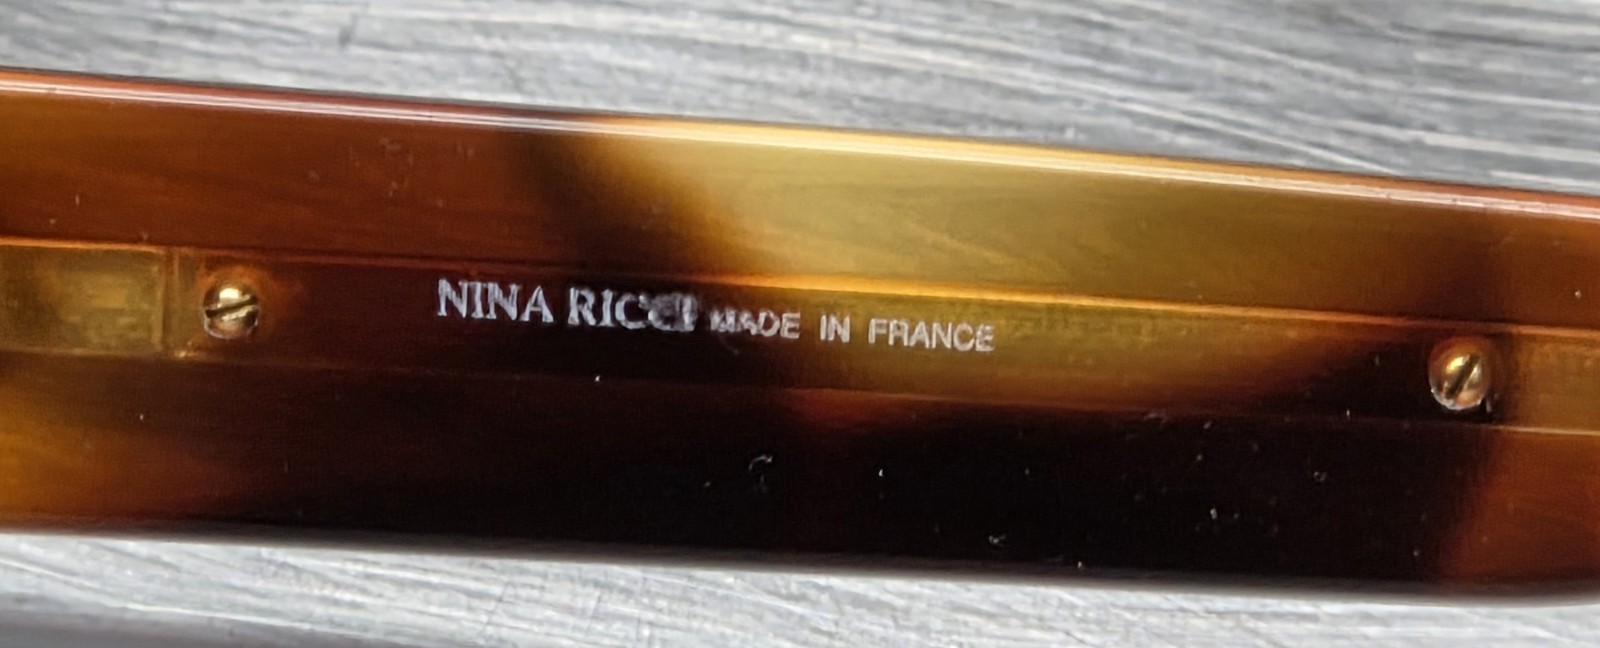 NINA RICCI MADE IN FRANCE